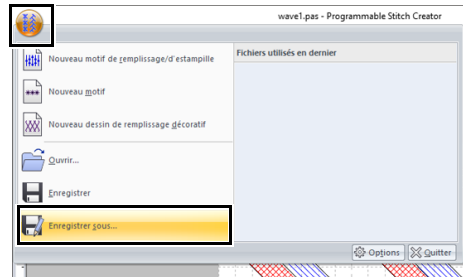 wave1.pas - Programmable Stitch Creator
Fichiers utilisés en dernier
Nouveau motif de remplissage/d'estampille
Nouveau motif
Nouveau dessin de remplissage décoratif
Ouvrir...
Enregistrer
Enregistrer sous...
Options
Quitter